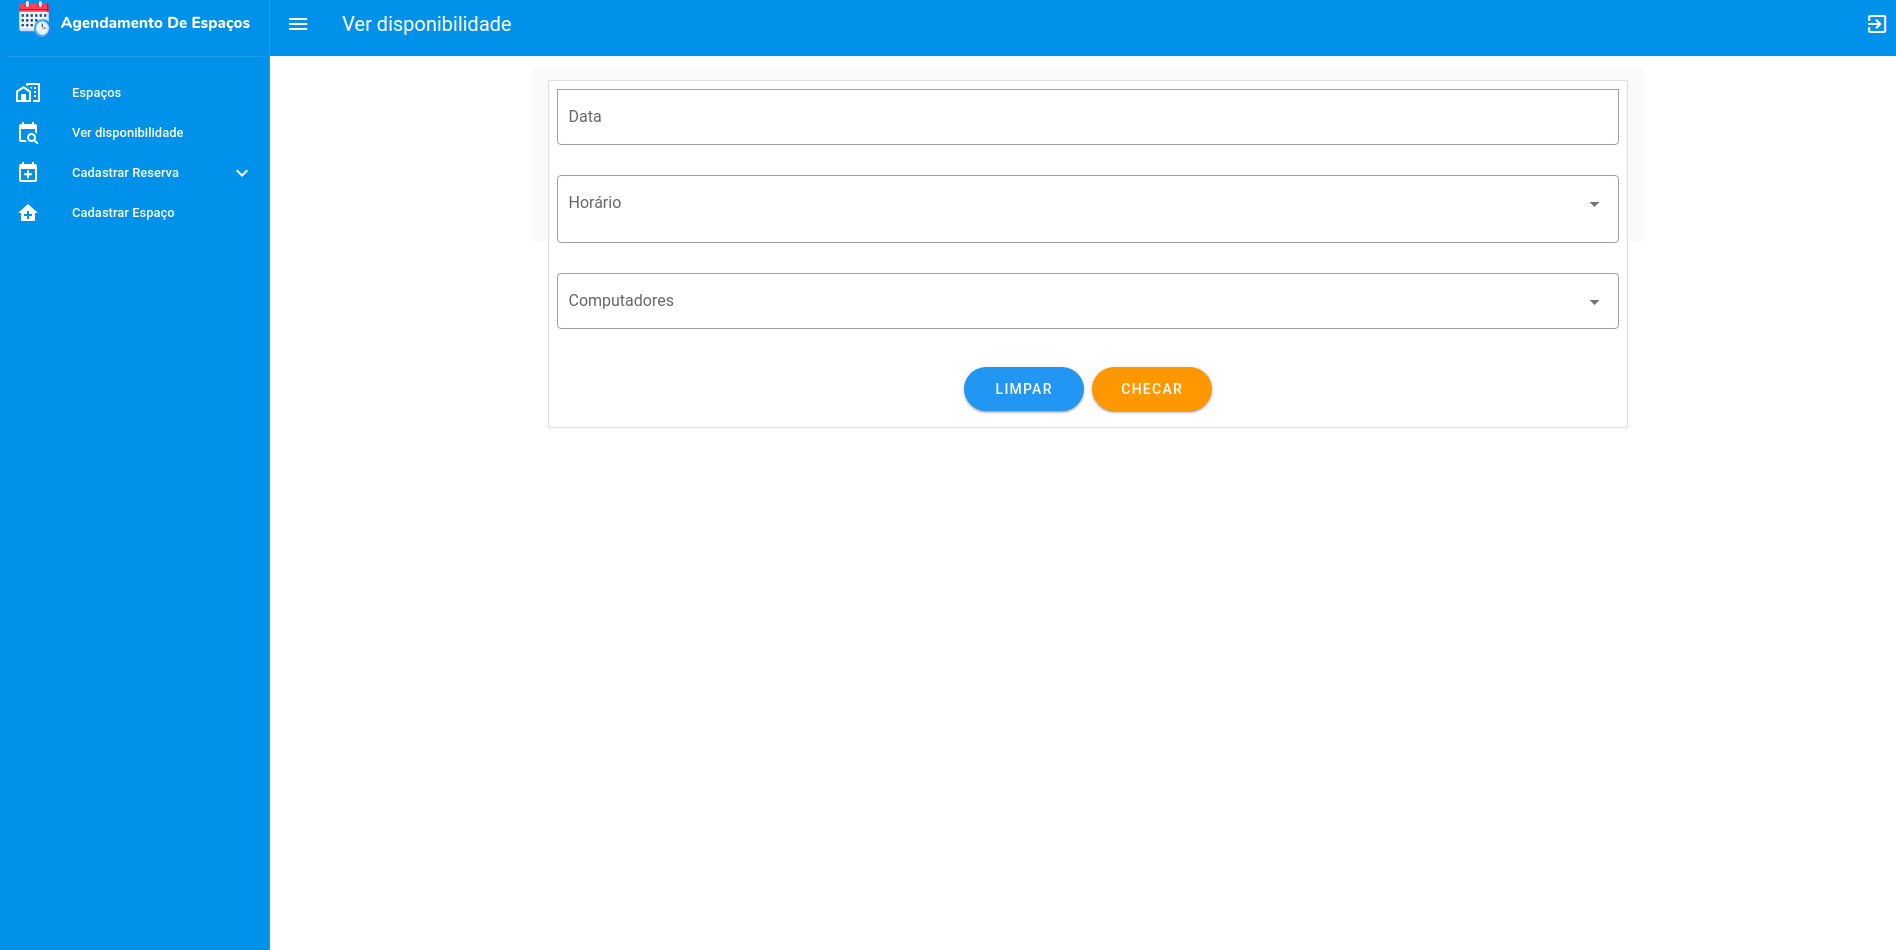 Agendamento De Espaços
Ver disponibilidade
Espaços
Ver disponibilidade
Cadastrar Reserva
Cadastrar Espaço
Data
Horário
Computadores
LIMPAR
CHECAR